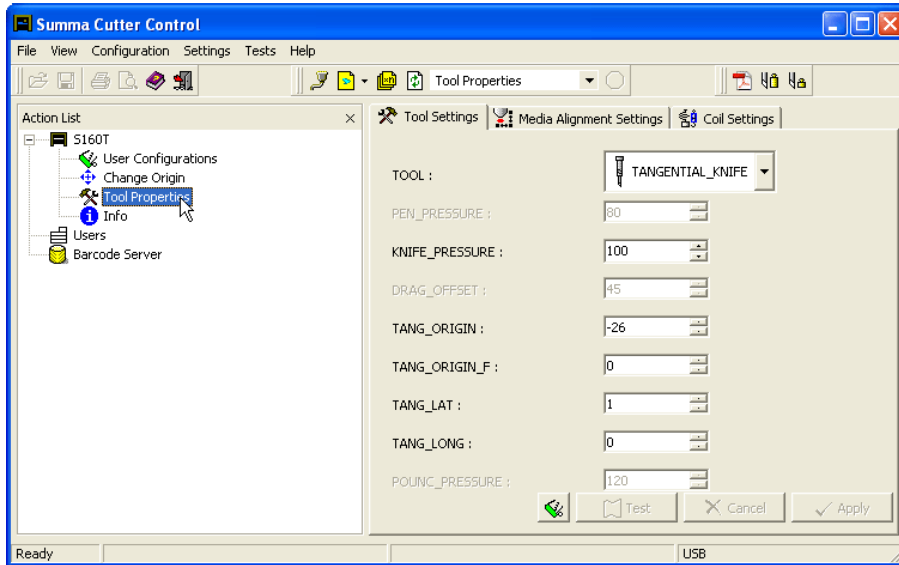 Summa Cutter Control
File View Configuration Settings Tests Help
Tool Properties
Action List
S160T
User Configurations
Change Origin
Tool Properties
Info
Users
Barcode Server
Tool Settings Media Alignment Settings Coil Settings
TOOL : TANGENTIAL_KNIFE
PEN_PRESSURE : 80
KNIFE_PRESSURE : 100
DRAG_OFFSET : 45
TANG_ORIGIN : -26
TANG_ORIGIN_F : 0
TANG_LAT : 1
TANG_LONG : 0
POUNC_PRESSURE : 120
Test Cancel Apply
Ready USB